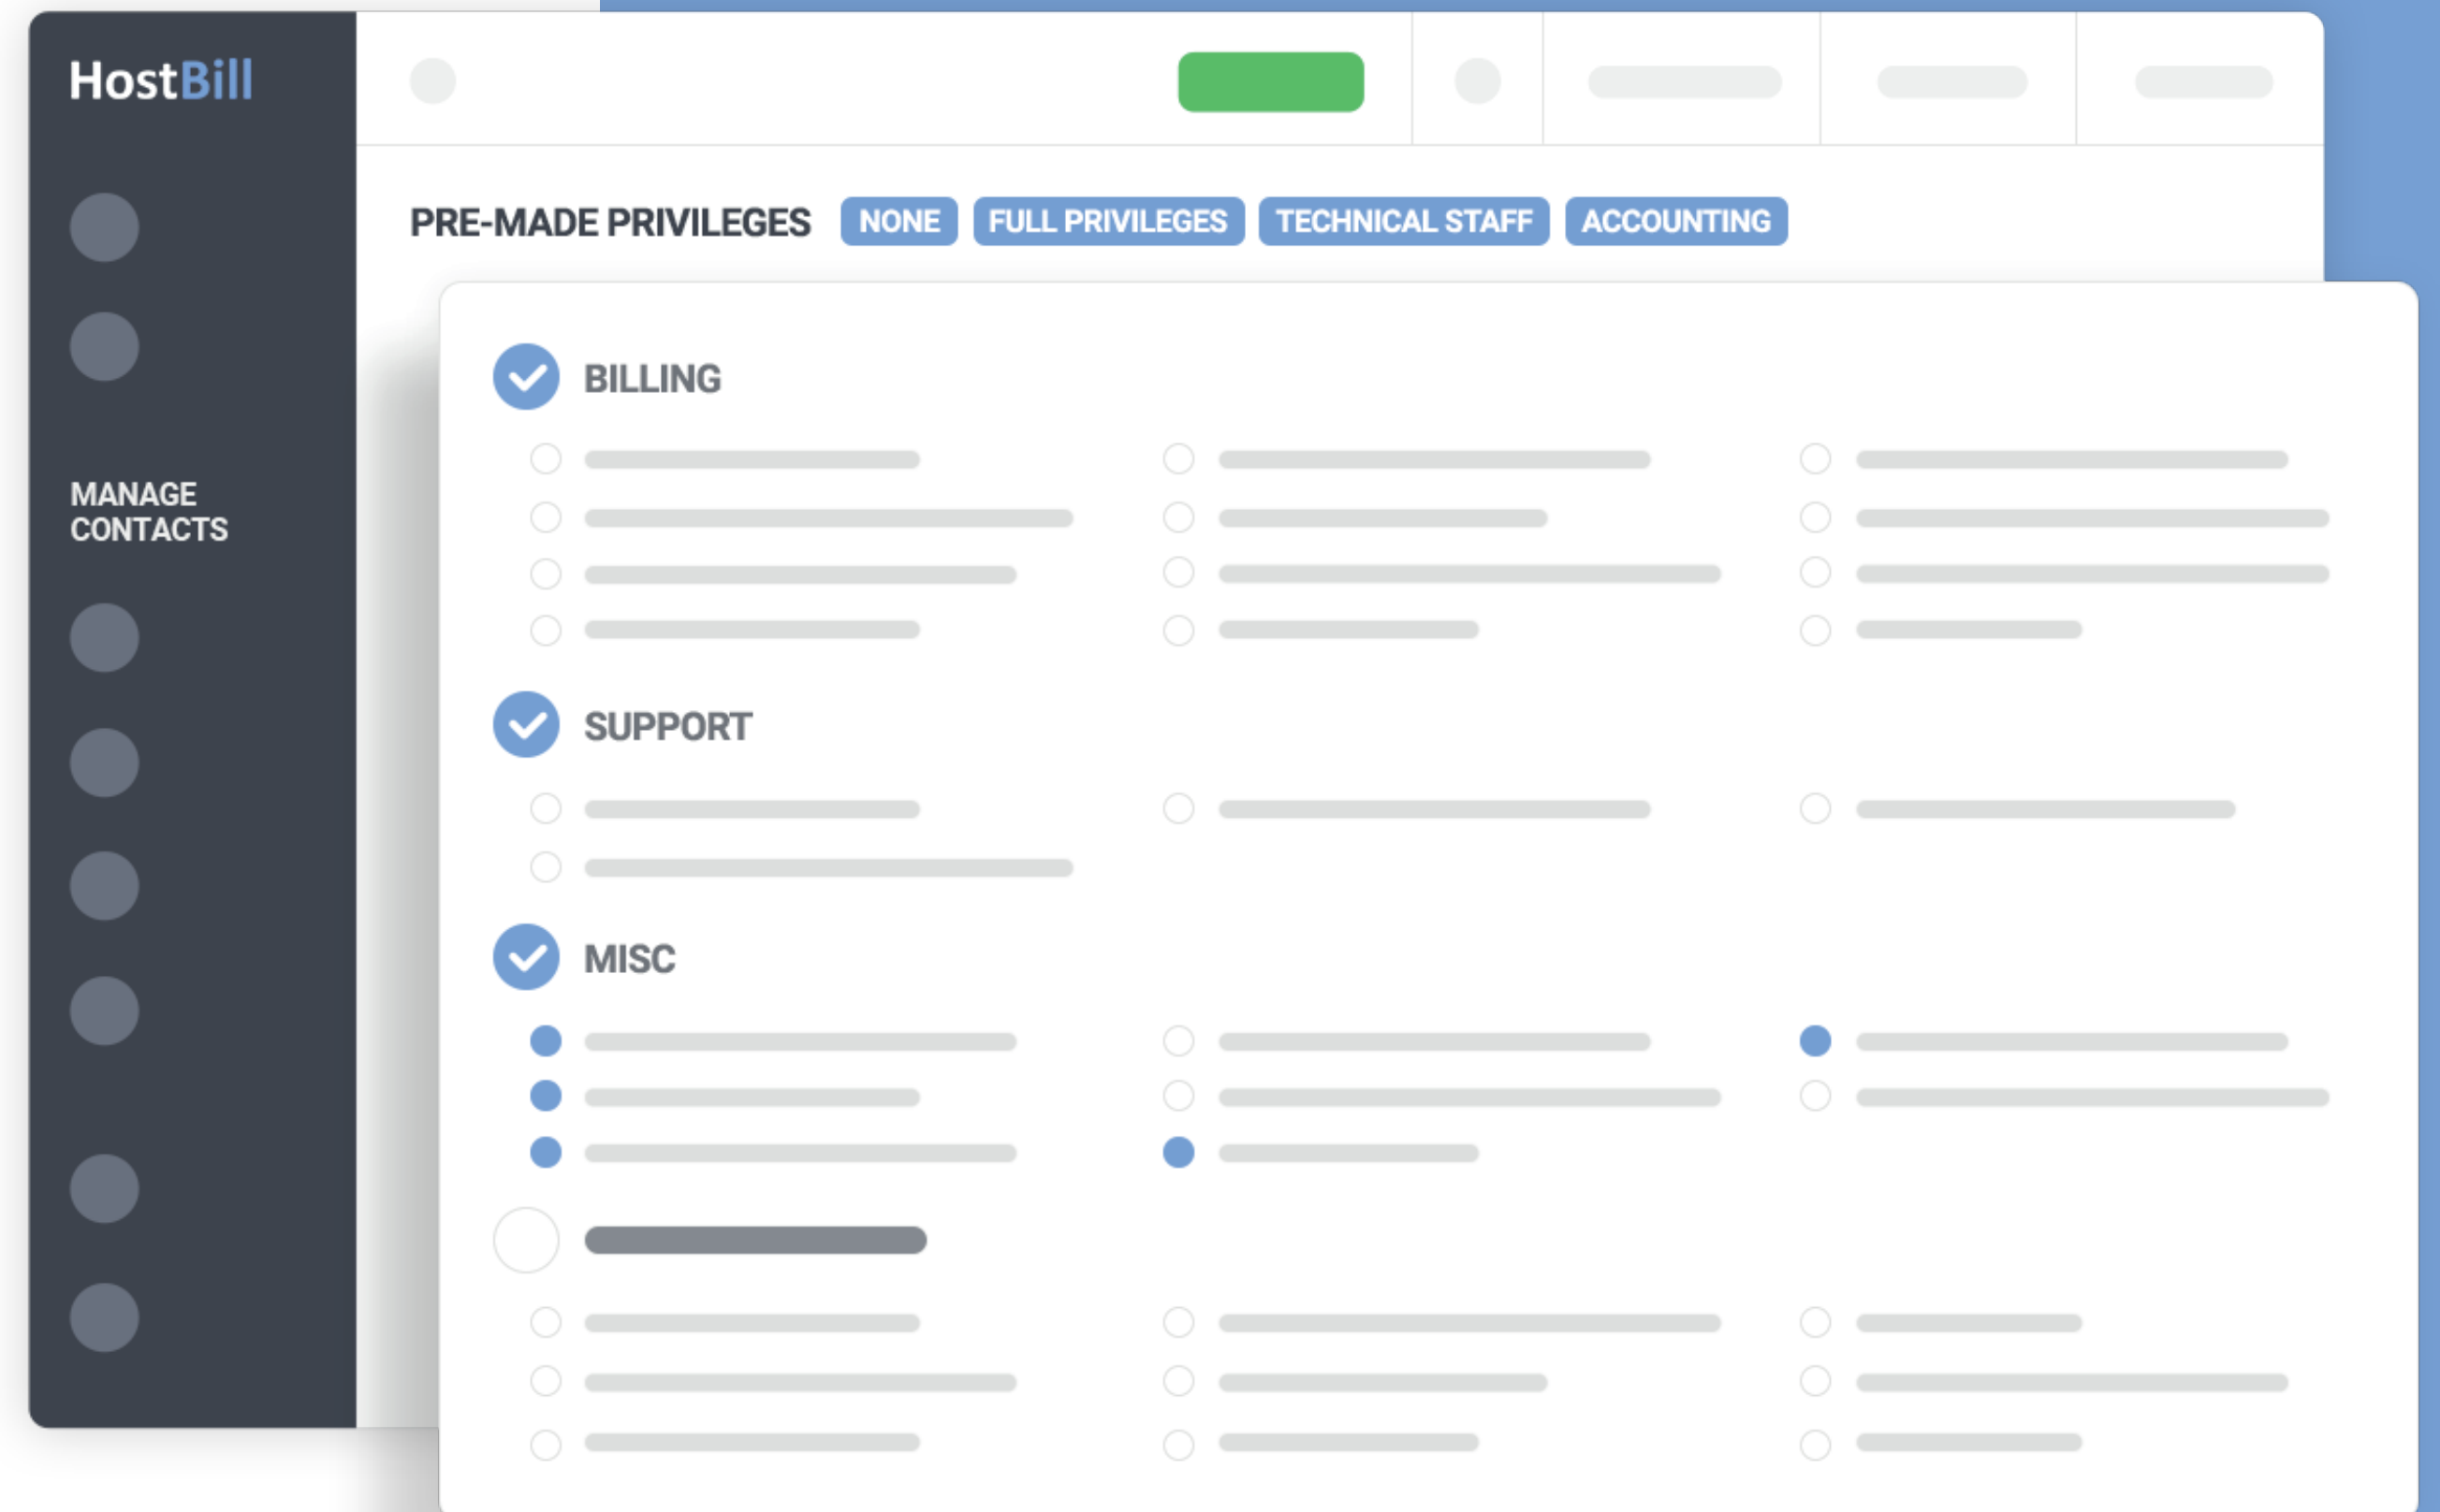 HostBill
PRE-MADE PRIVILEGES NONE FULL PRIVILEGES TECHNICAL STAFF ACCOUNTING
MANAGE
CONTACTS
BILLING
SUPPORT
MISC